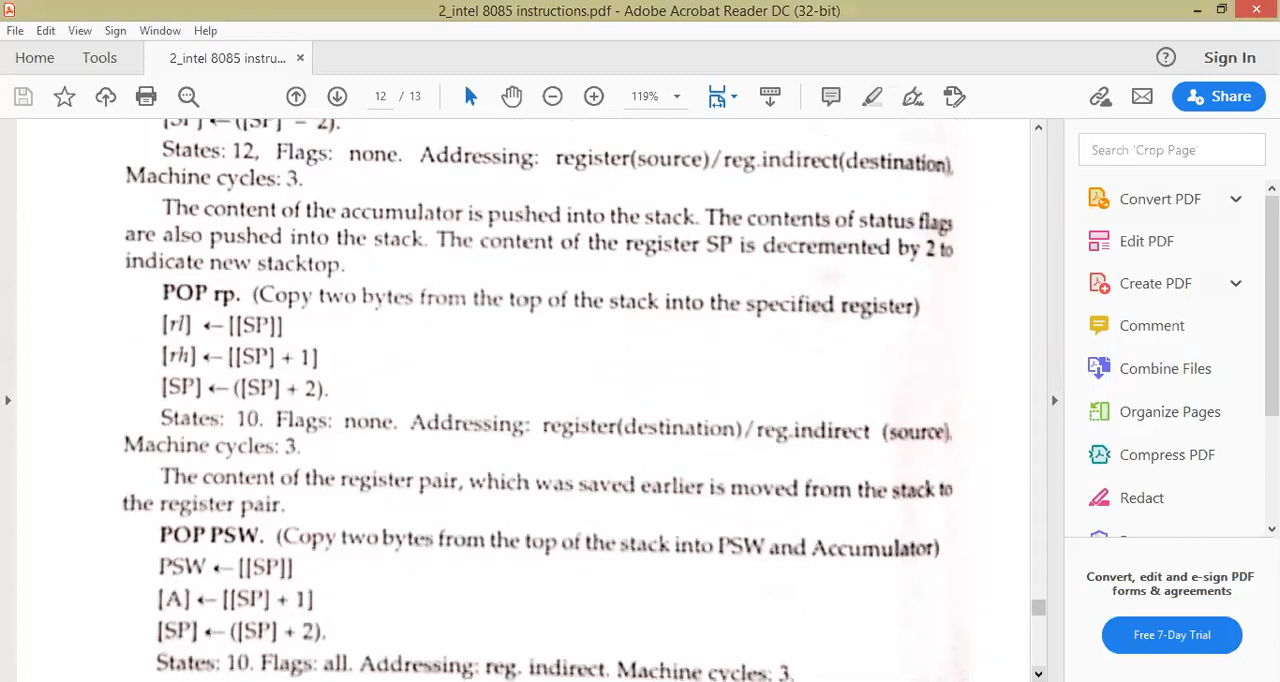 2_intel 8085 instructions.pdf - Adobe Acrobat Reader DC (32-bit)
File Edit View Sign Window Help
Home Tools 2_intel 8085 instru... × Sign In
12 / 13 119% Share
[SP] ← ([SP] − 2).
States: 12, Flags: none. Addressing: register(source)/reg.indirect(destination),
Machine cycles: 3.
The content of the accumulator is pushed into the stack. The contents of status flags
are also pushed into the stack. The content of the register SP is decremented by 2 to
indicate new stacktop.
POP rp. (Copy two bytes from the top of the stack into the specified register)
[rl] ← [[SP]]
[rh] ← [[SP] + 1]
[SP] ← ([SP] + 2).
States: 10. Flags: none. Addressing: register(destination)/reg.indirect (source),
Machine cycles: 3.
The content of the register pair, which was saved earlier is moved from the stack to
the register pair.
POP PSW. (Copy two bytes from the top of the stack into PSW and Accumulator)
PSW ← [[SP]]
[A] ← [[SP] + 1]
[SP] ← ([SP] + 2).
States: 10. Flags: all. Addressing: reg. indirect. Machine cycles: 3.
Search 'Crop Page'
Convert PDF
Edit PDF
Create PDF
Comment
Combine Files
Organize Pages
Compress PDF
Redact
Convert, edit and e-sign PDF
forms & agreements
Free 7-Day Trial